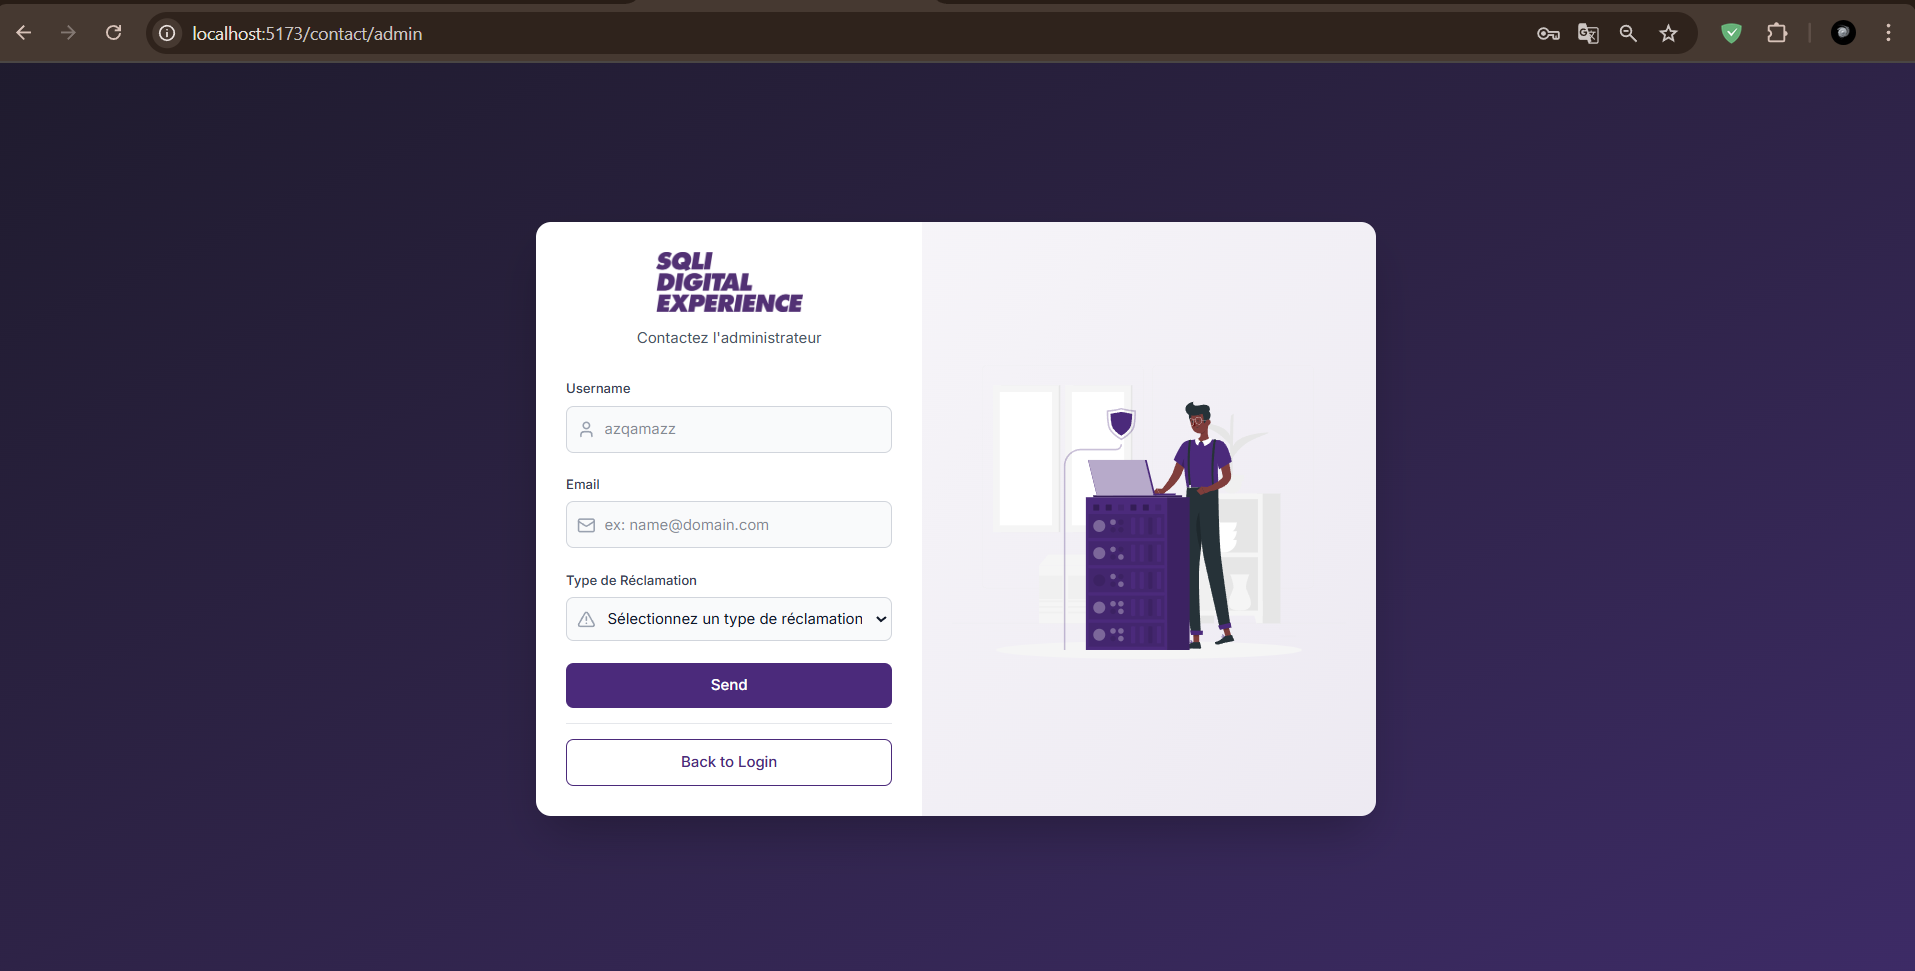 localhost:5173/contact/admin
SQLI
DIGITAL
EXPERIENCE
Contactez l'administrateur
Username
azqamazz
Email
ex: name@domain.com
Type de Réclamation
Sélectionnez un type de réclamation
Send
Back to Login